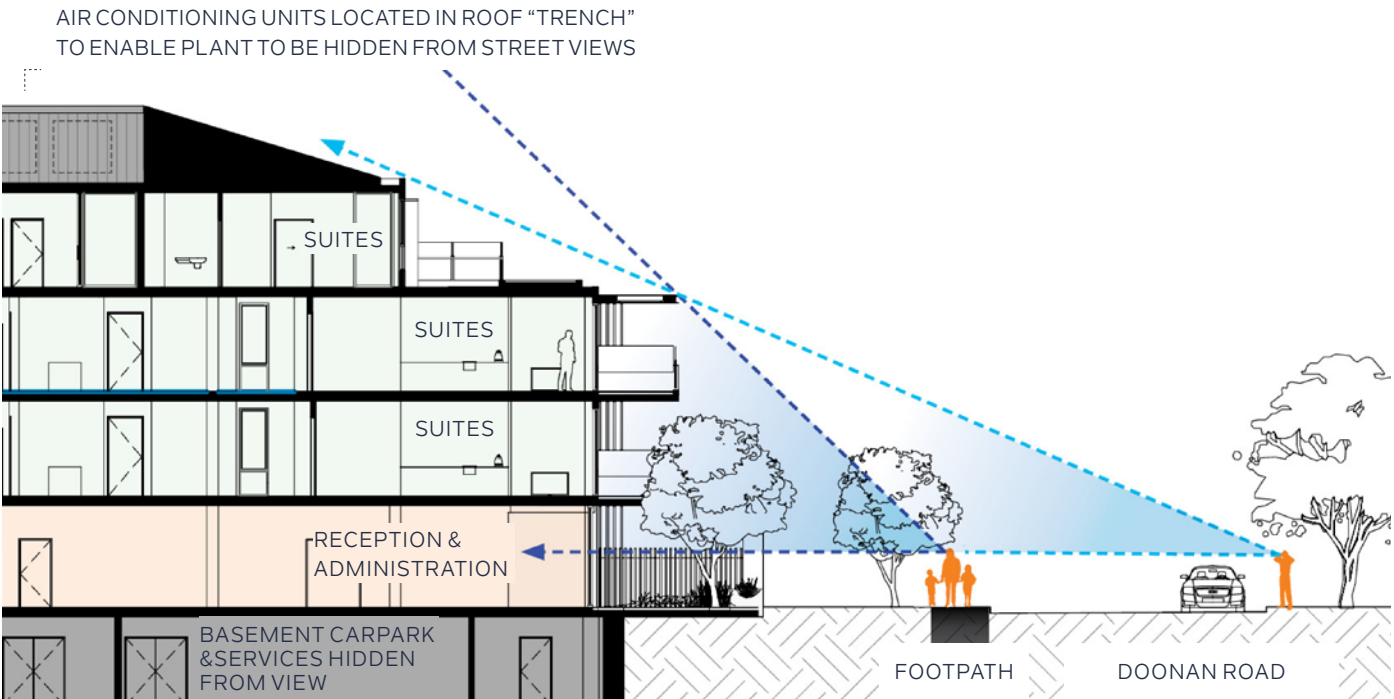 AIR CONDITIONING UNITS LOCATED IN ROOF “TRENCH”
TO ENABLE PLANT TO BE HIDDEN FROM STREET VIEWS
SUITES
SUITES
SUITES
RECEPTION &
ADMINISTRATION
BASEMENT CARPARK
&SERVICES HIDDEN
FROM VIEW
FOOTPATH
DOONAN ROAD